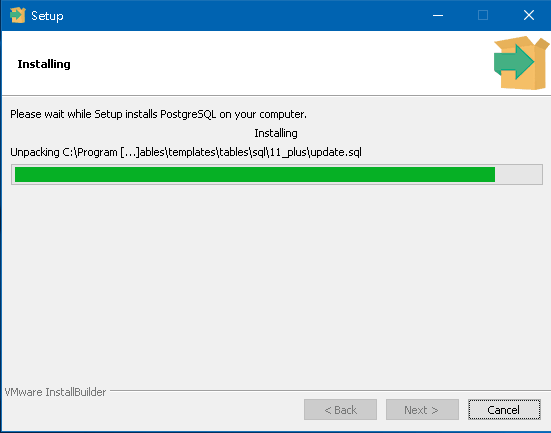 Setup
Installing
Please wait while Setup installs PostgreSQL on your computer.
Installing
Unpacking C:\Program [...]ables\templates\tables\sql\11_plus\update.sql
VMware InstallBuilder
< Back
Next >
Cancel